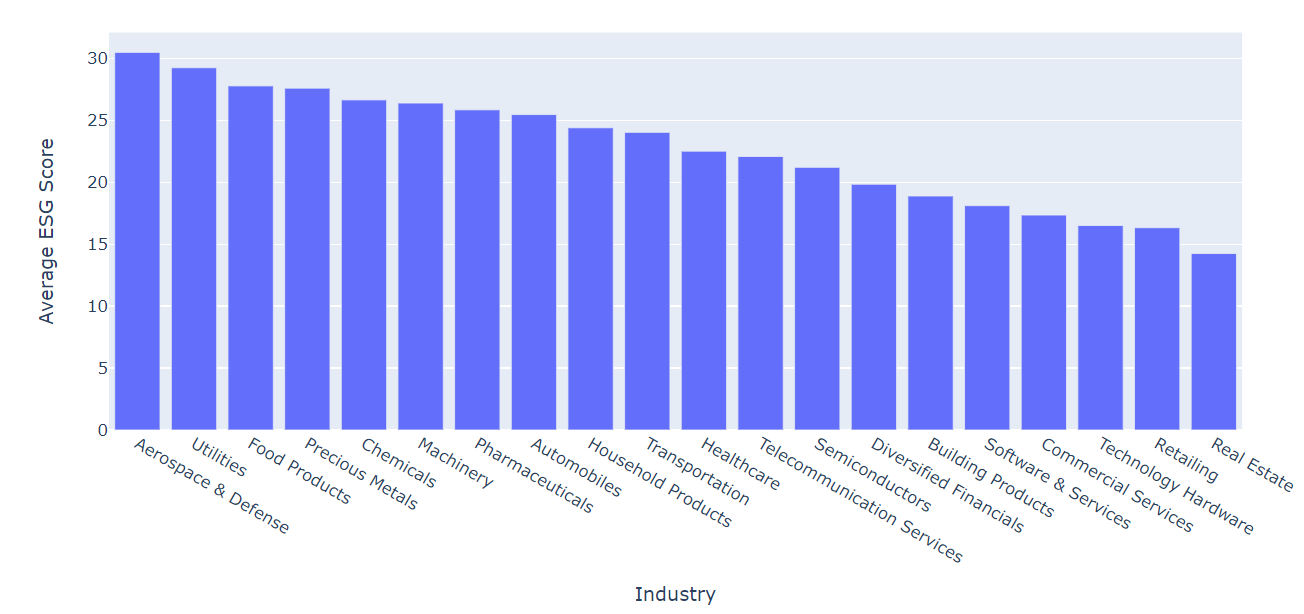 30
25
20
15
10
5
0
Average ESG Score
Aerospace & Defense
Utilities
Food Products
Precious Metals
Chemicals
Machinery
Pharmaceuticals
Automobiles
Household Products
Transportation
Healthcare
Telecommunication Services
Semiconductors
Diversified Financials
Building Products
Software & Services
Commercial Services
Technology Hardware
Retailing
Real Estate
Industry